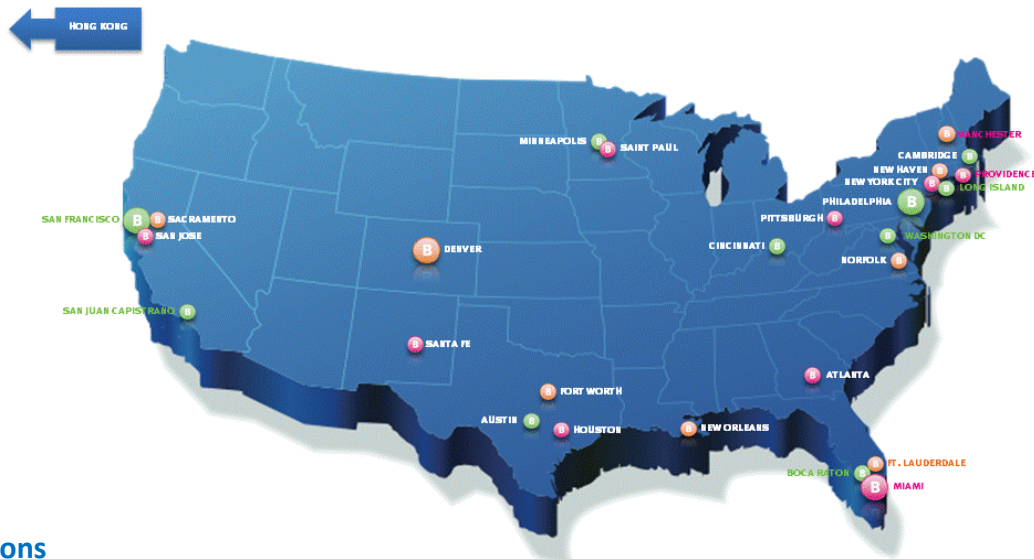 HONG KONG
MINNEAPOLIS B
B SAINT PAUL
B MANCHESTER
CAMBRIDGE B
NEW HAVEN B
B PROVIDENCE
NEW YORK CITY B
B LONG ISLAND
PHILADELPHIA B
SAN FRANCISCO B
B SACRAMENTO
B SAN JOSE
PITTSBURGH B
B WASHINGTON DC
CINCINNATI B
B DENVER
NORFOLK B
SAN JUAN CAPISTRANO B
B SANTA FE
B ATLANTA
B FORT WORTH
AUSTIN B
B HOUSTON
B NEW ORLEANS
B FT. LAUDERDALE
BOCA RATON B
B MIAMI
ons